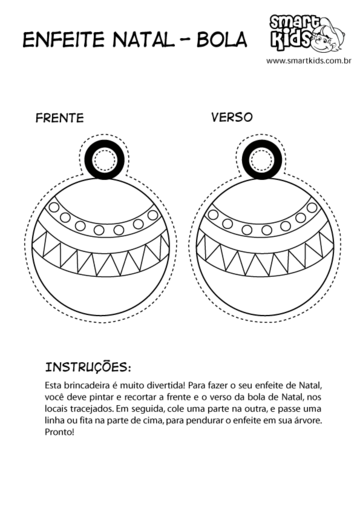 ENFEITE NATAL - BOLA
Smart
Kids
www.smartkids.com.br
FRENTE
VERSO
INSTRUÇÕES:
Esta brincadeira é muito divertida! Para fazer o seu enfeite de Natal,
você deve pintar e recortar a frente e o verso da bola de Natal, nos
locais tracejados. Em seguida, cole uma parte na outra, e passe uma
linha ou fita na parte de cima, para pendurar o enfeite em sua árvore.
Pronto!